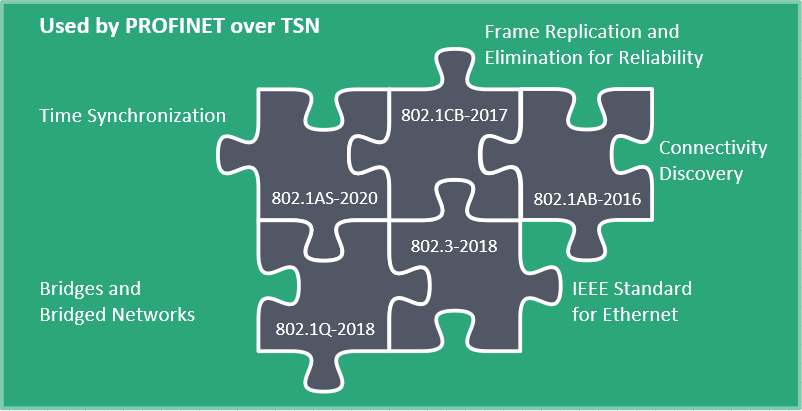 Used by PROFINET over TSN
Frame Replication and
Elimination for Reliability
Time Synchronization
802.1CB-2017
Connectivity
Discovery
802.1AS-2020
802.1AB-2016
802.3-2018
Bridges and
Bridged Networks
IEEE Standard
for Ethernet
802.1Q-2018